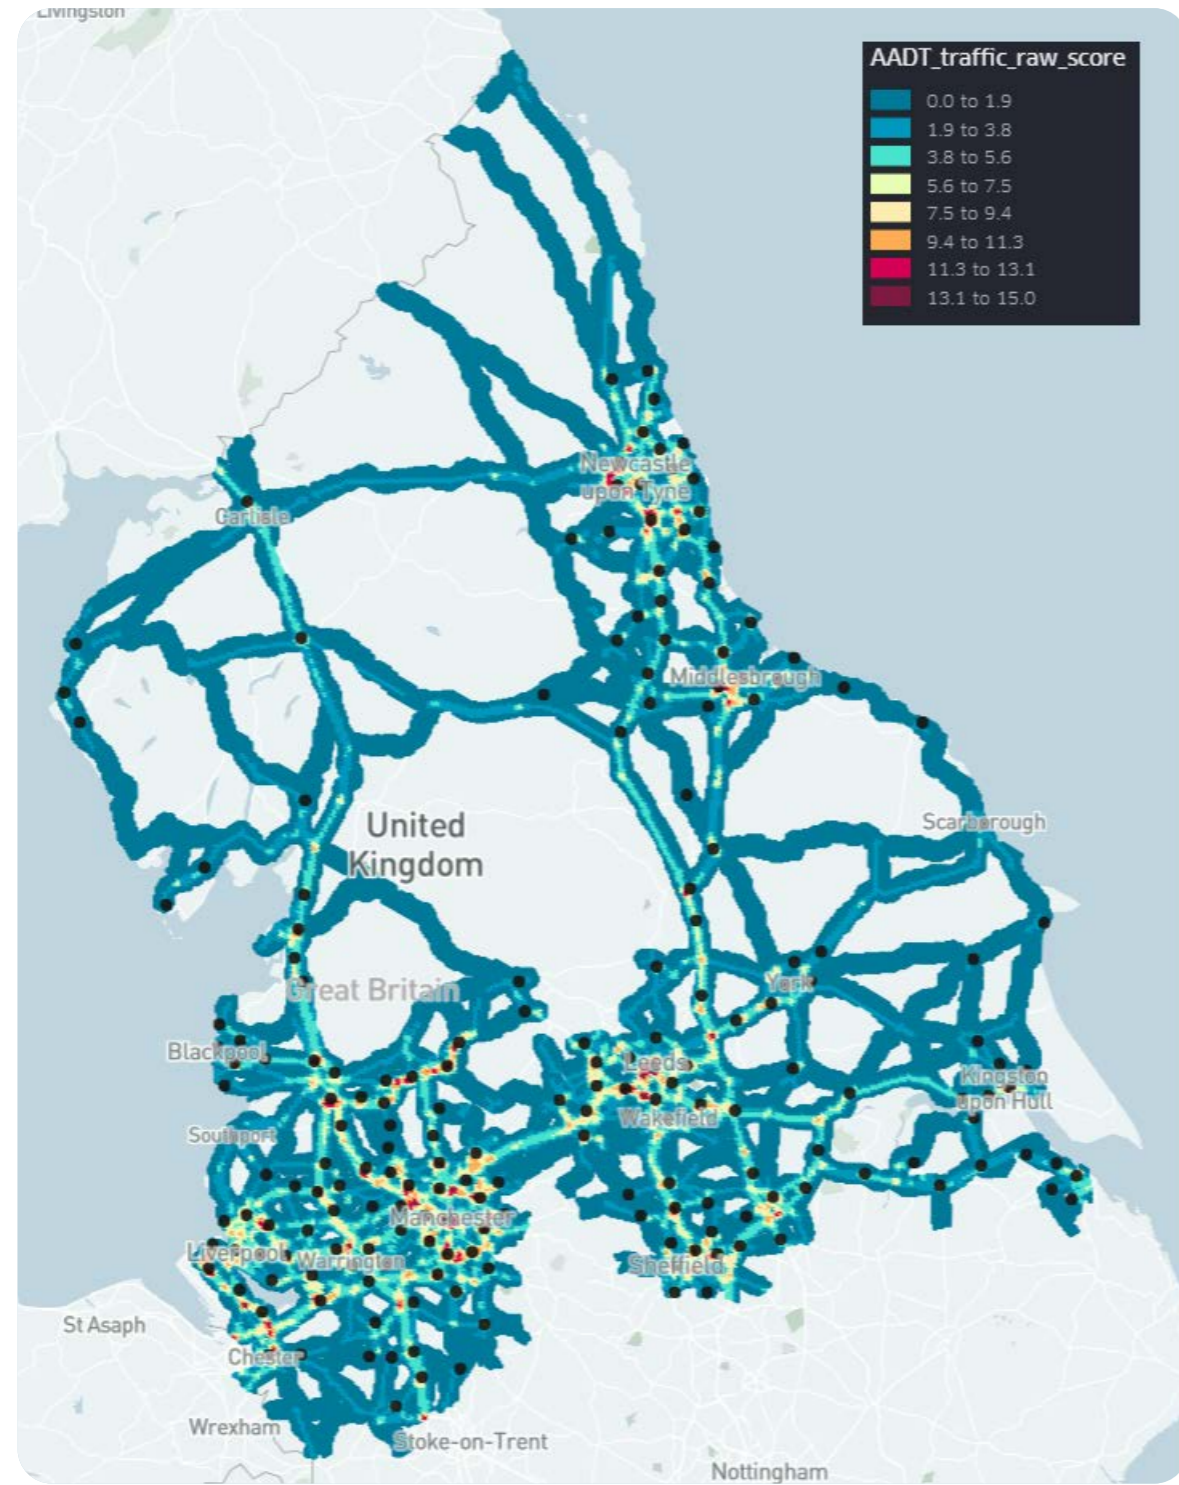 Livingston
AADT_traffic_raw_score
0.0 to 1.9
1.9 to 3.8
3.8 to 5.6
5.6 to 7.5
7.5 to 9.4
9.4 to 11.3
11.3 to 13.1
13.1 to 15.0
Newcastle
upon Tyne
Carlisle
Middlesbrough
United
Kingdom
Scarborough
Great Britain
York
Blackpool
Leeds
Kingston
upon Hull
Wakefield
Southport
Manchester
Liverpool
Warrington
Sheffield
St Asaph
Chester
Wrexham
Stoke-on-Trent
Nottingham